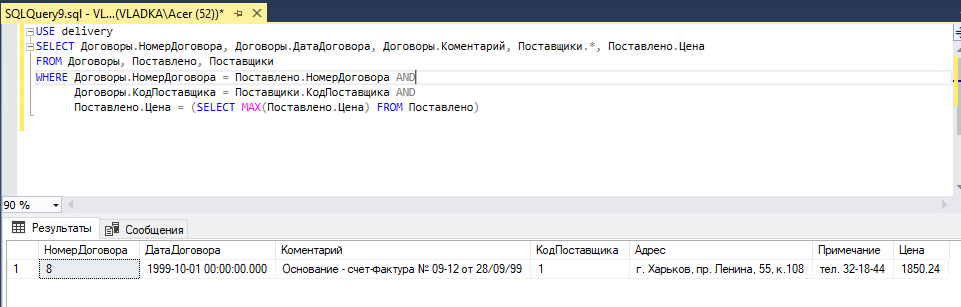 SQLQuery9.sql - VL...(VLADKA\Acer (52))*
USE delivery
SELECT Договоры.НомерДоговора, Договоры.ДатаДоговора, Договоры.Коментарий, Поставщики.*, Поставлено.Цена
FROM Договоры, Поставлено, Поставщики
WHERE Договоры.НомерДоговора = Поставлено.НомерДоговора AND
Договоры.КодПоставщика = Поставщики.КодПоставщика AND
Поставлено.Цена = (SELECT MAX(Поставлено.Цена) FROM Поставлено)
90 %
Результаты Сообщения
НомерДоговора ДатаДоговора Коментарий КодПоставщика Адрес Примечание Цена
1 8 1999-10-01 00:00:00.000 Основание - счет-фактура № 09-12 от 28/09/99 1 г. Харьков, пр. Ленина, 55, к.108 тел. 32-18-44 1850.24